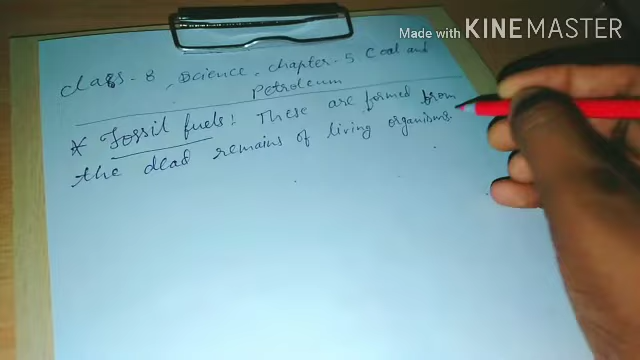 Made with KINEMASTER
class - 8, Science, chapter - 5 Coal and
Petroleum
* Fossil fuels! These are formed from
the dead remains of living organisms.